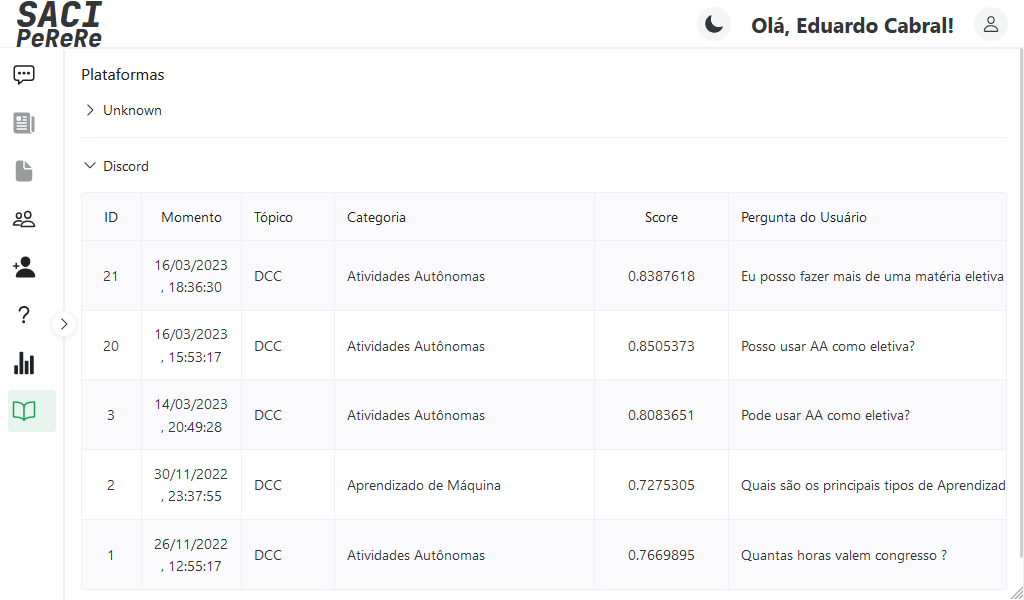 SACI
PeReRe
Olá, Eduardo Cabral!
Plataformas
Unknown
Discord
ID Momento Tópico Categoria Score Pergunta do Usuário
21 16/03/2023, 18:36:30 DCC Atividades Autônomas 0.8387618 Eu posso fazer mais de uma matéria eletiva
20 16/03/2023, 15:53:17 DCC Atividades Autônomas 0.8505373 Posso usar AA como eletiva?
3 14/03/2023, 20:49:28 DCC Atividades Autônomas 0.8083651 Pode usar AA como eletiva?
2 30/11/2022, 23:37:55 DCC Aprendizado de Máquina 0.7275305 Quais são os principais tipos de Aprendizad
1 26/11/2022, 12:55:17 DCC Atividades Autônomas 0.7669895 Quantas horas valem congresso ?